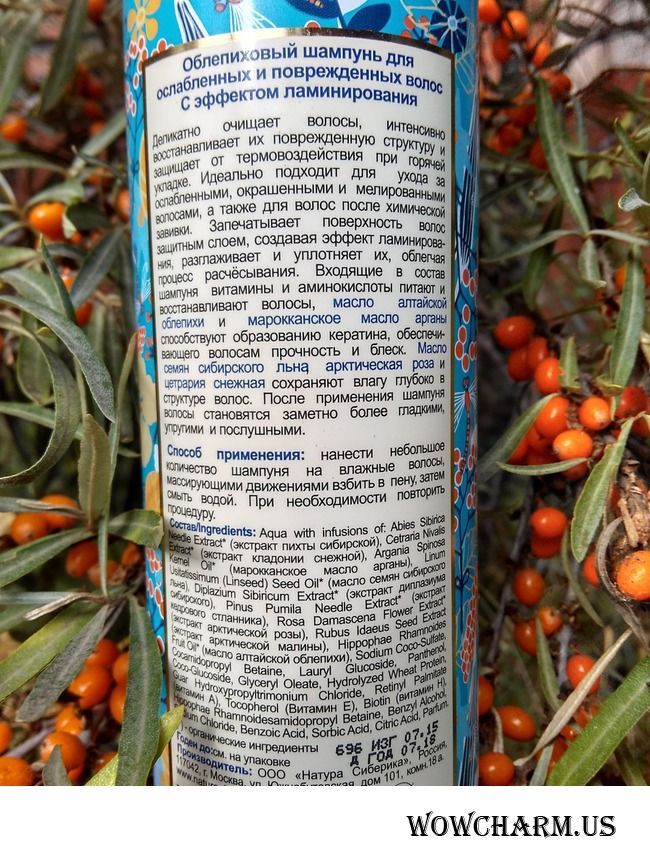 Облепиховый шампунь для
ослабленных и поврежденных волос
С эффектом ламинирования
Деликатно очищает волосы, интенсивно
восстанавливает их поврежденную структуру и
защищает от термовоздействия при горячей
укладке. Идеально подходит для ухода за
ослабленными, окрашенными и мелированными
волосами, а также для волос после химической
завивки. Запечатывает поверхность волос
защитным слоем, создавая эффект ламинирова-
ния, разглаживает и уплотняет их, облегчая
процесс расчёсывания. Входящие в состав
шампуня витамины и аминокислоты питают и
восстанавливают волосы, масло алтайской
облепихи и марокканское масло арганы
способствуют образованию кератина, обеспечи-
вающего волосам прочность и блеск. Масло
семян сибирского льна, арктическая роза и
цетрария снежная сохраняют влагу глубоко в
структуре волос. После применения шампуня
волосы становятся заметно более гладкими,
упругими и послушными.
Способ применения: нанести небольшое
количество шампуня на влажные волосы,
массирующими движениями взбить в пену, затем
смыть водой. При необходимости повторить
процедуру.
Состав/Ingredients: Aqua with infusions of: Abies Sibirica
Needle Extract* (экстракт пихты сибирской), Cetraria Nivalis
Extract* (экстракт кладонии снежной), Argania Spinosa
Kernel Oil* (марокканское масло арганы), Linum
Usitatissimum (Linseed) Seed Oil* (масло семян сибирского
льна), Diplazium Sibiricum Extract* (экстракт диплазиума
сибирского), Pinus Pumila Needle Extract* (экстракт
кедрового стланника), Rosa Damascena Flower Extract*
(экстракт арктической розы), Rubus Idaeus Seed Extract
(экстракт арктической малины), Hippophae Rhamnoides
Fruit Oil* (масло алтайской облепихи), Sodium Coco-Sulfate,
Cocamidopropyl Betaine, Lauryl Glucoside, Panthenol,
Coco-Glucoside, Glyceryl Oleate, Hydrolyzed Wheat Protein,
Guar Hydroxypropyltrimonium Chloride, Retinyl Palmitate
(витамин А), Tocopherol (Витамин Е), Biotin (витамин Н),
Hippophae Rhamnoidesamidopropyl Betaine, Benzyl Alcohol,
Chloride, Benzoic Acid, Sorbic Acid, Citric Acid, Parfum.
-органические ингредиенты
Годен до: см. на упаковке
696 ИЗГ 07.15
Д ГОД 07.18
Производитель: ООО «Натура Сиберика», Россия,
117042, г. Москва, ул. Южнобутовская, дом 101, комн.18 а.
WOWCHARM.US